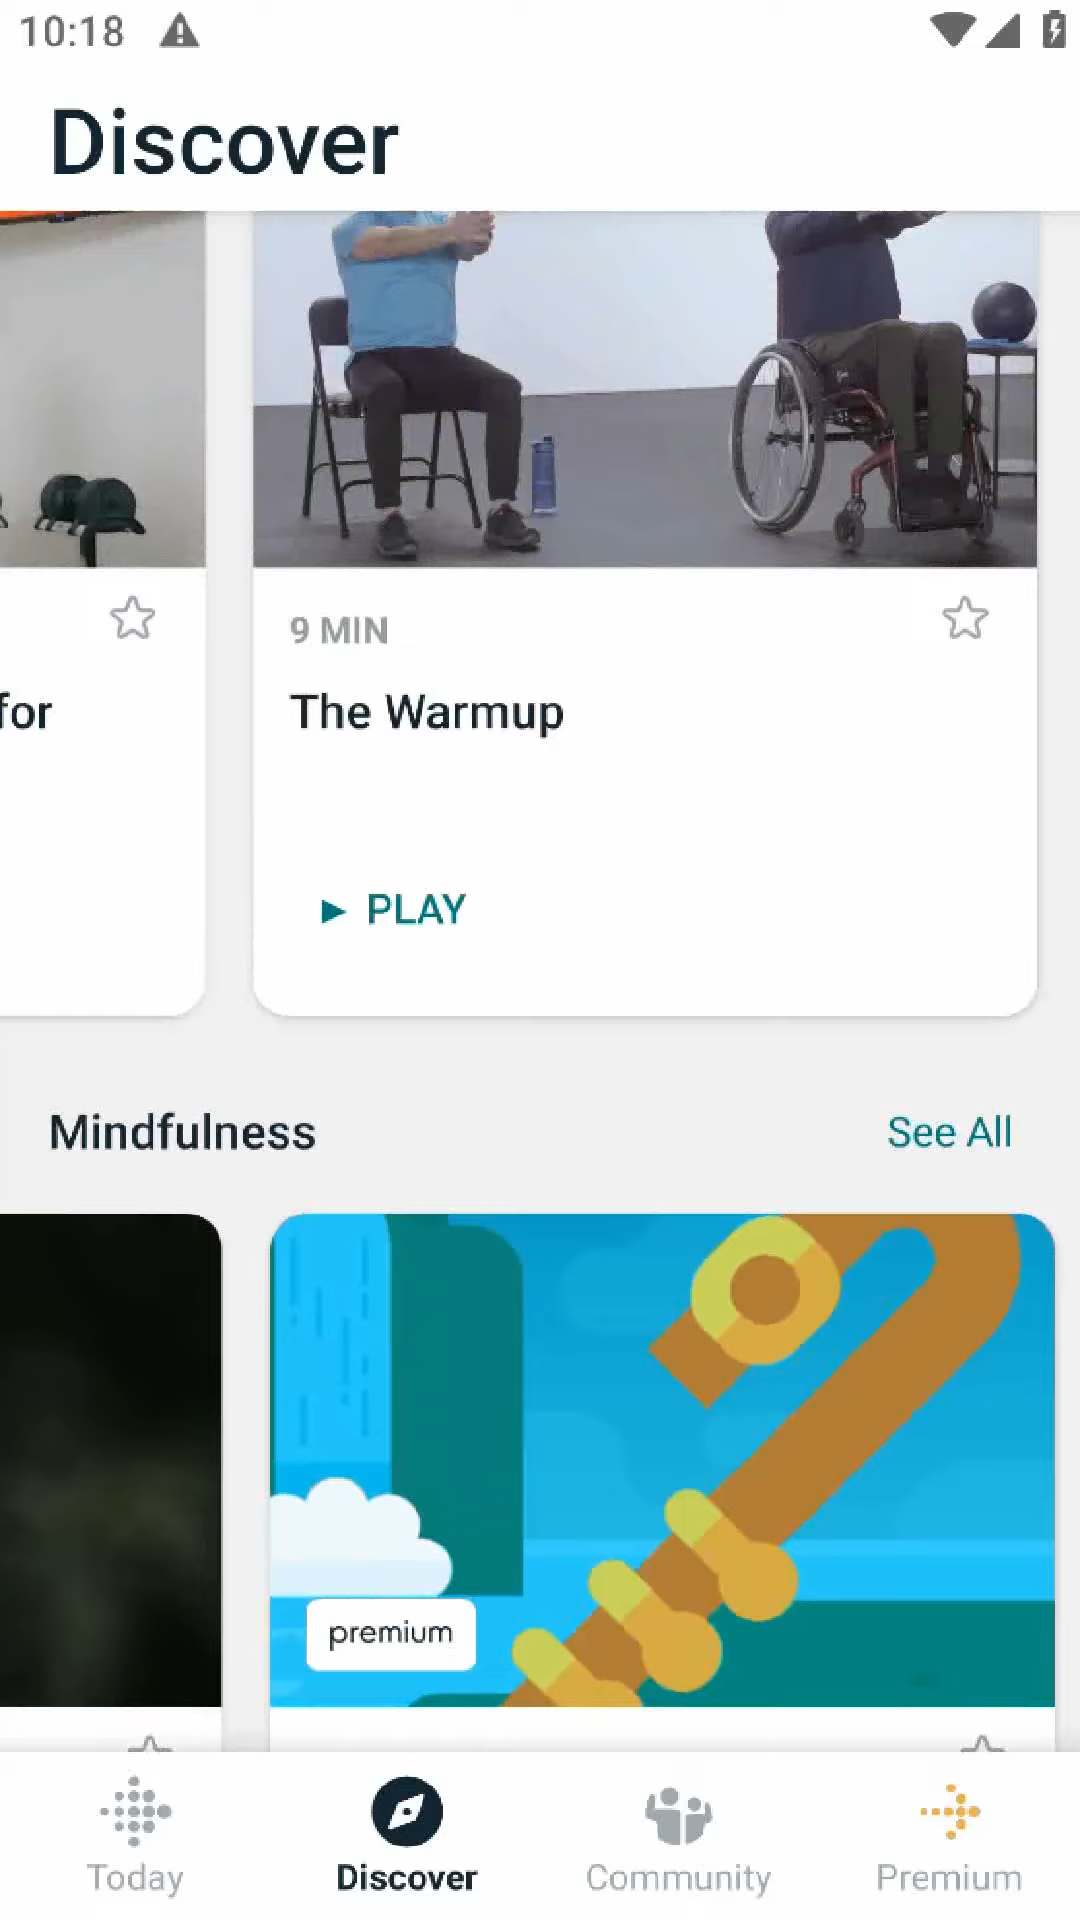 10:18
Discover
9 MIN
for
The Warmup
PLAY
Mindfulness
See All
premium
Today
Discover
Community
Premium